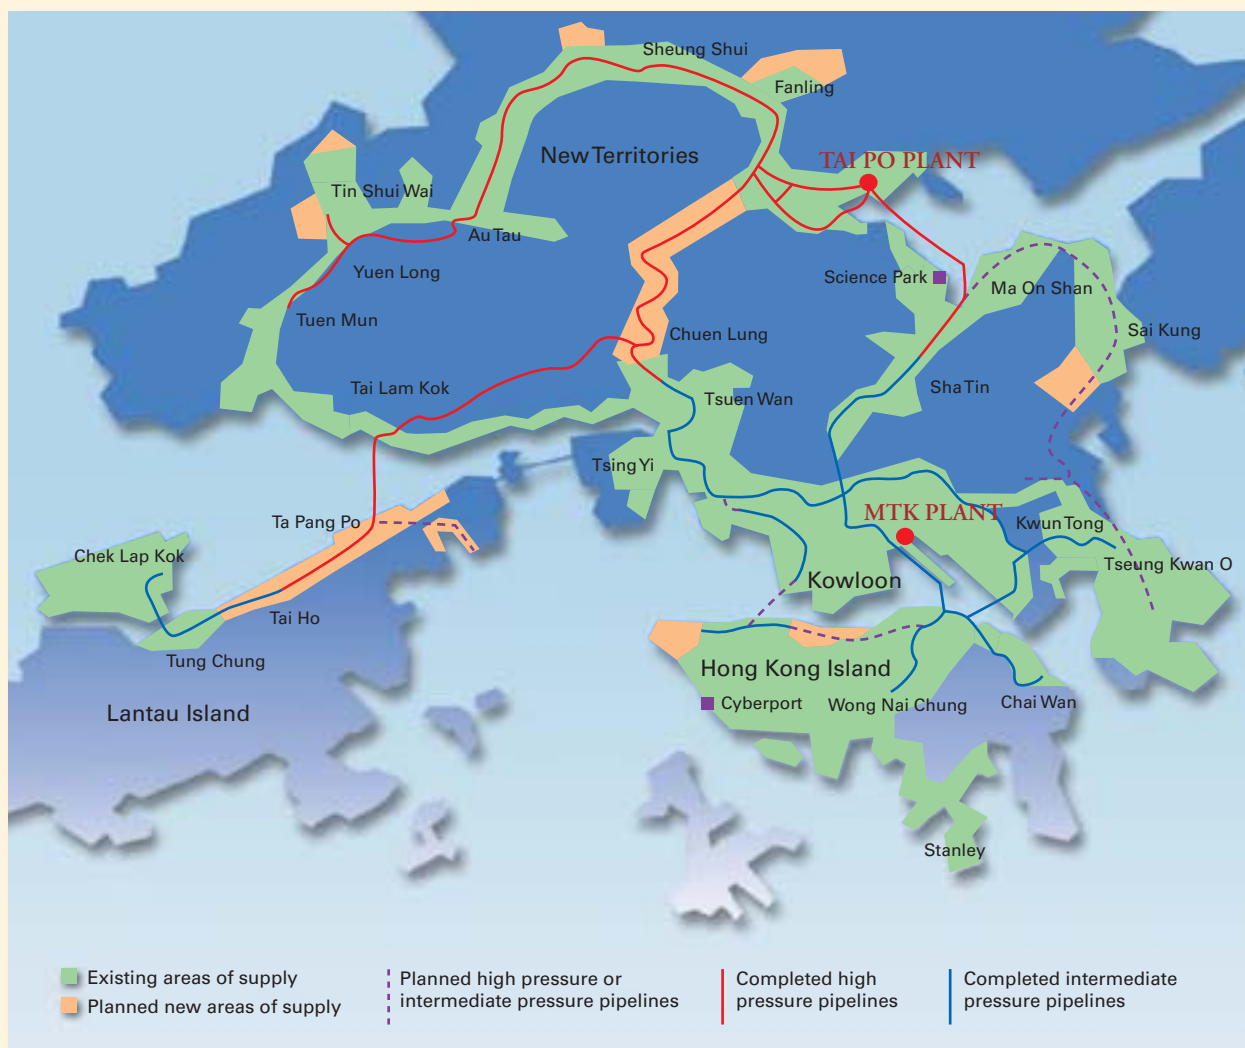 Sheung Shui
Fanling
New Territories
TAI PO PLANT
Tin Shui Wai
Au Tau
Yuen Long
Science Park
Ma On Shan
Tuen Mun
Sai Kung
Chuen Lung
Tai Lam Kok
Sha Tin
Tsuen Wan
Tsing Yi
Ta Pang Po
MTK PLANT
Kwun Tong
Chek Lap Kok
Tseung Kwan O
Kowloon
Tai Ho
Tung Chung
Hong Kong Island
Cyberport
Wong Nai Chung
Chai Wan
Lantau Island
Stanley
Existing areas of supply
Planned new areas of supply
Planned high pressure or
intermediate pressure pipelines
Completed high
pressure pipelines
Completed intermediate
pressure pipelines